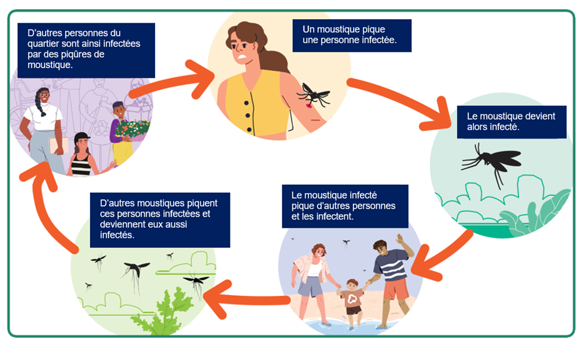 Un moustique pique
une personne infectée.
Le moustique devient
alors infecté.
Le moustique infecté
pique d'autres personnes
et les infectent.
D'autres moustiques piquent
ces personnes infectées et
deviennent eux aussi
infectés.
D'autres personnes du
quartier sont ainsi infectées
par des piqûres de
moustique.